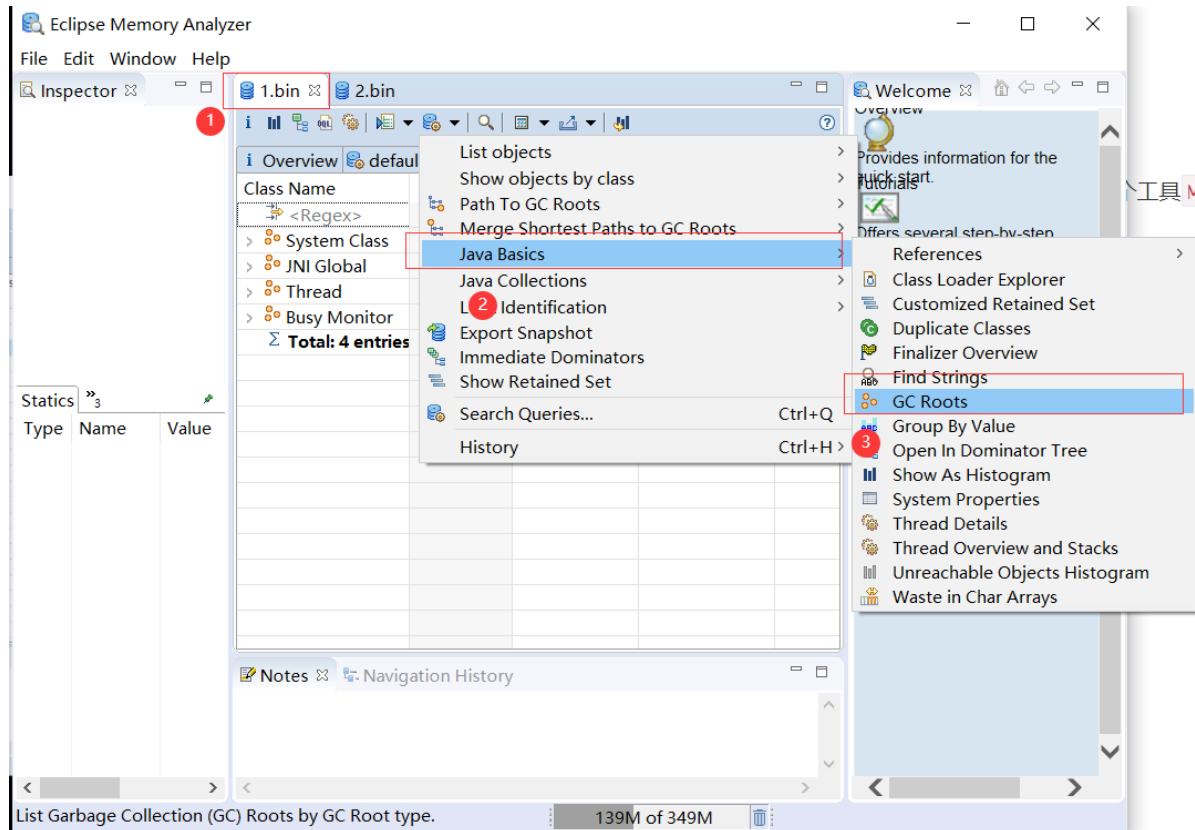 Eclipse Memory Analyzer
File Edit Window Help
Inspector
1.bin
2.bin
Welcome
1
i Overview
defaul
Class Name
<Regex>
System Class
JNI Global
Thread
Busy Monitor
Σ Total: 4 entries
List objects
Show objects by class
Path To GC Roots
Merge Shortest Paths to GC Roots
Java Basics
Java Collections
2
Identification
Export Snapshot
Immediate Dominators
Show Retained Set
Search Queries... Ctrl+Q
History Ctrl+H
Overview
Provides information for the
quick start.
Tutorials
Offers several step-by-step
个工具 M
References
Class Loader Explorer
Customized Retained Set
Duplicate Classes
Finalizer Overview
Find Strings
GC Roots
Group By Value
3
Open In Dominator Tree
Show As Histogram
System Properties
Thread Details
Thread Overview and Stacks
Unreachable Objects Histogram
Waste in Char Arrays
Statics »3
Type Name Value
Notes
Navigation History
List Garbage Collection (GC) Roots by GC Root type.
139M of 349M